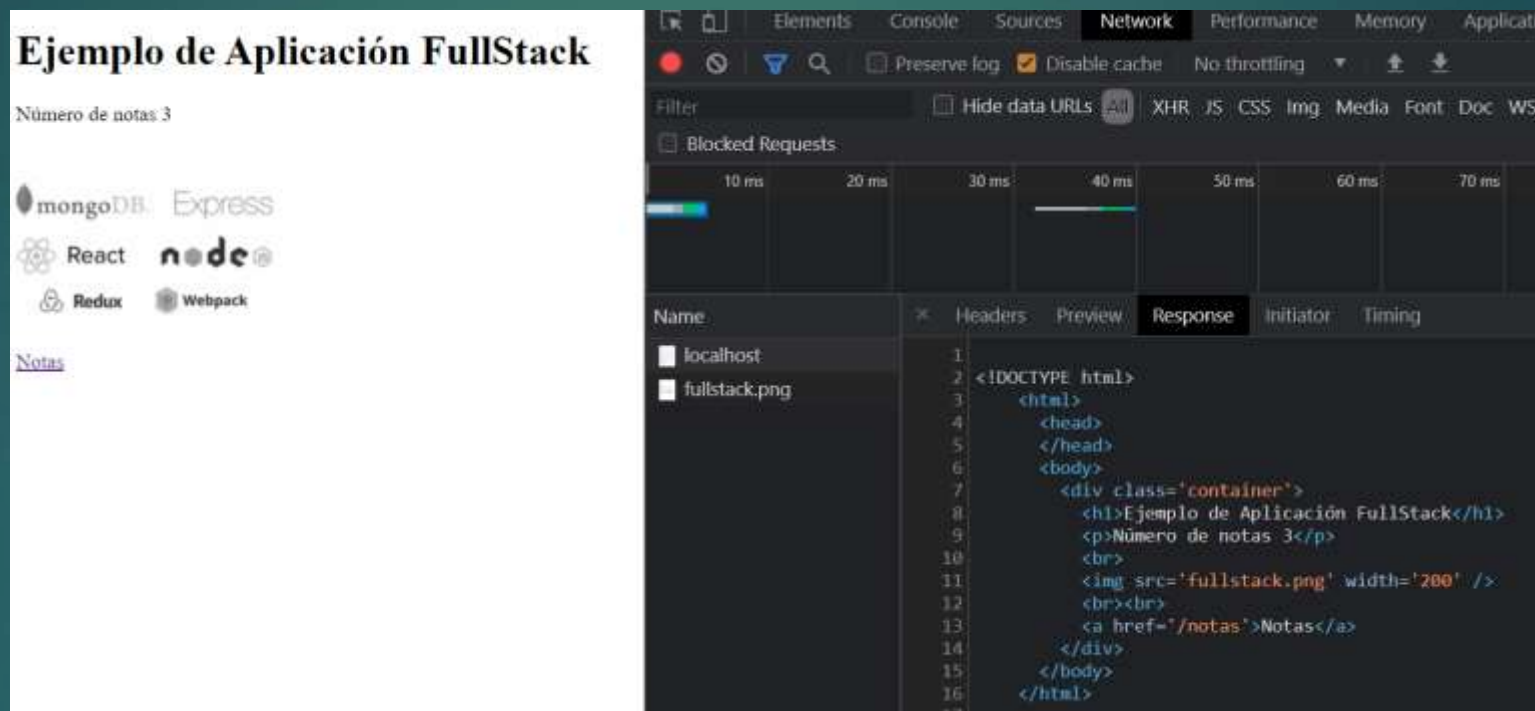 Ejemplo de Aplicación FullStack
Número de notas 3
mongoDB. Express
React node
Redux Webpack
Notas
Elements Console Sources Network Performance Memory Applicati
Preserve log Disable cache No throttling
Filter Hide data URLs All XHR JS CSS Img Media Font Doc WS
Blocked Requests
10 ms 20 ms 30 ms 40 ms 50 ms 60 ms 70 ms
Name × Headers Preview Response Initiator Timing
localhost
fullstack.png
1
2 <!DOCTYPE html>
3 <html>
4 <head>
5 </head>
6 <body>
7 <div class='container'>
8 <h1>Ejemplo de Aplicación FullStack</h1>
9 <p>Número de notas 3</p>
10 <br>
11 <img src='fullstack.png' width='200' />
12 <br><br>
13 <a href='/notas'>Notas</a>
14 </div>
15 </body>
16 </html>